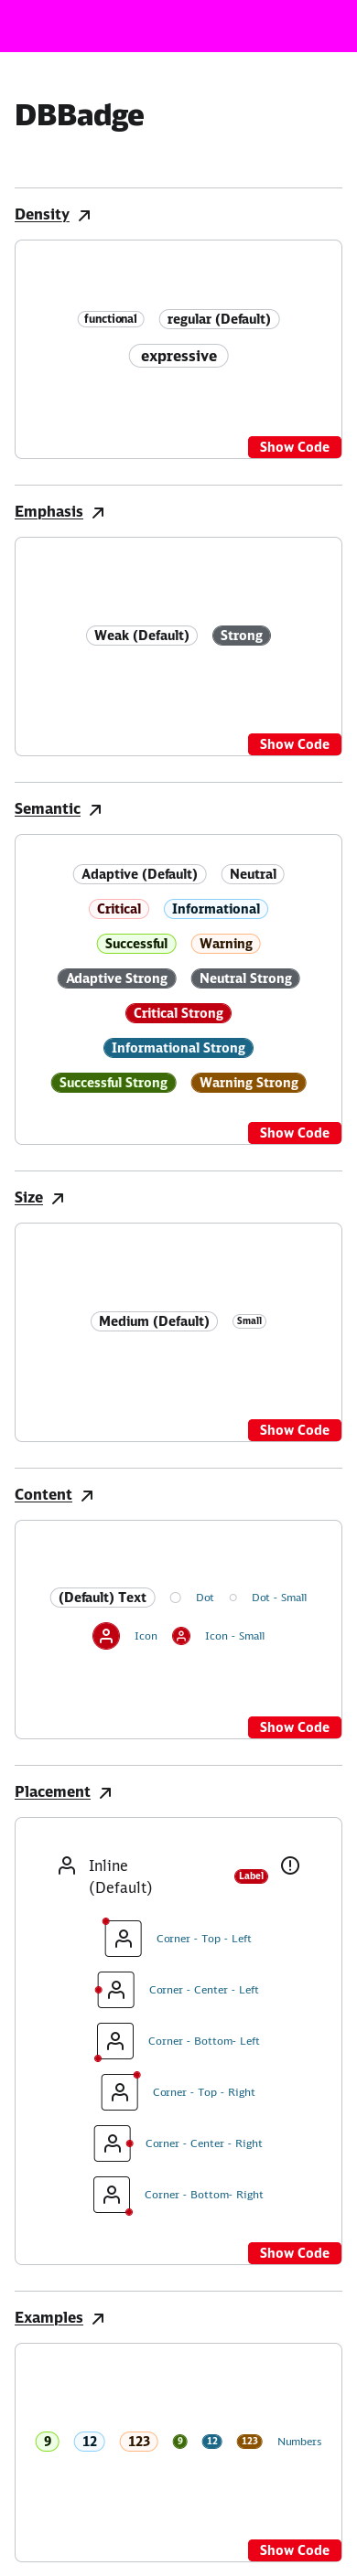 DBBadge
Density
functional regular (Default)
expressive
Show Code
Emphasis
Weak (Default) Strong
Show Code
Semantic
Adaptive (Default) Neutral
Critical Informational
Successful Warning
Adaptive Strong Neutral Strong
Critical Strong
Informational Strong
Successful Strong Warning Strong
Show Code
Size
Medium (Default) Small
Show Code
Content
(Default) Text Dot Dot - Small
Icon Icon - Small
Show Code
Placement
Inline
(Default)
Label
Corner - Top - Left
Corner - Center - Left
Corner - Bottom- Left
Corner - Top - Right
Corner - Center - Right
Corner - Bottom- Right
Show Code
Examples
9 12 123 9 12 123 Numbers
Show Code